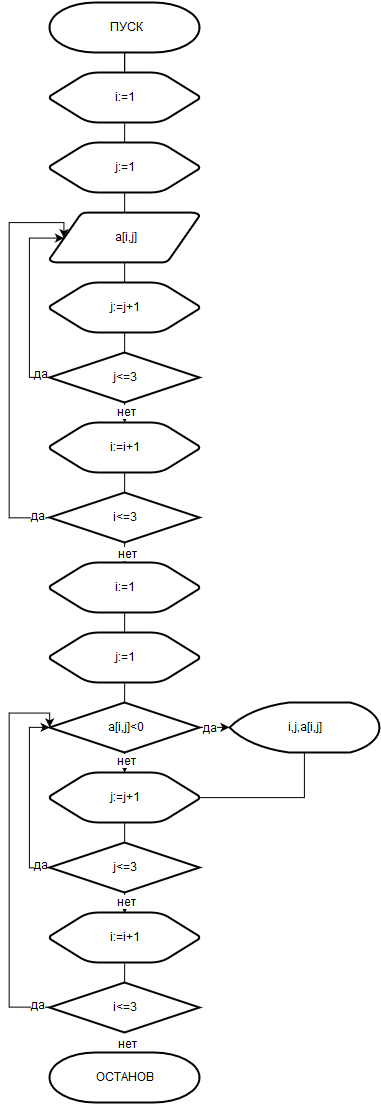 ПУСК
i:=1
j:=1
a[i,j]
j:=j+1
да
j<=3
нет
i:=i+1
да
i<=3
нет
i:=1
j:=1
a[i,j]<0
да
i,j,a[i,j]
нет
j:=j+1
да
j<=3
нет
i:=i+1
да
i<=3
нет
ОСТАНОВ